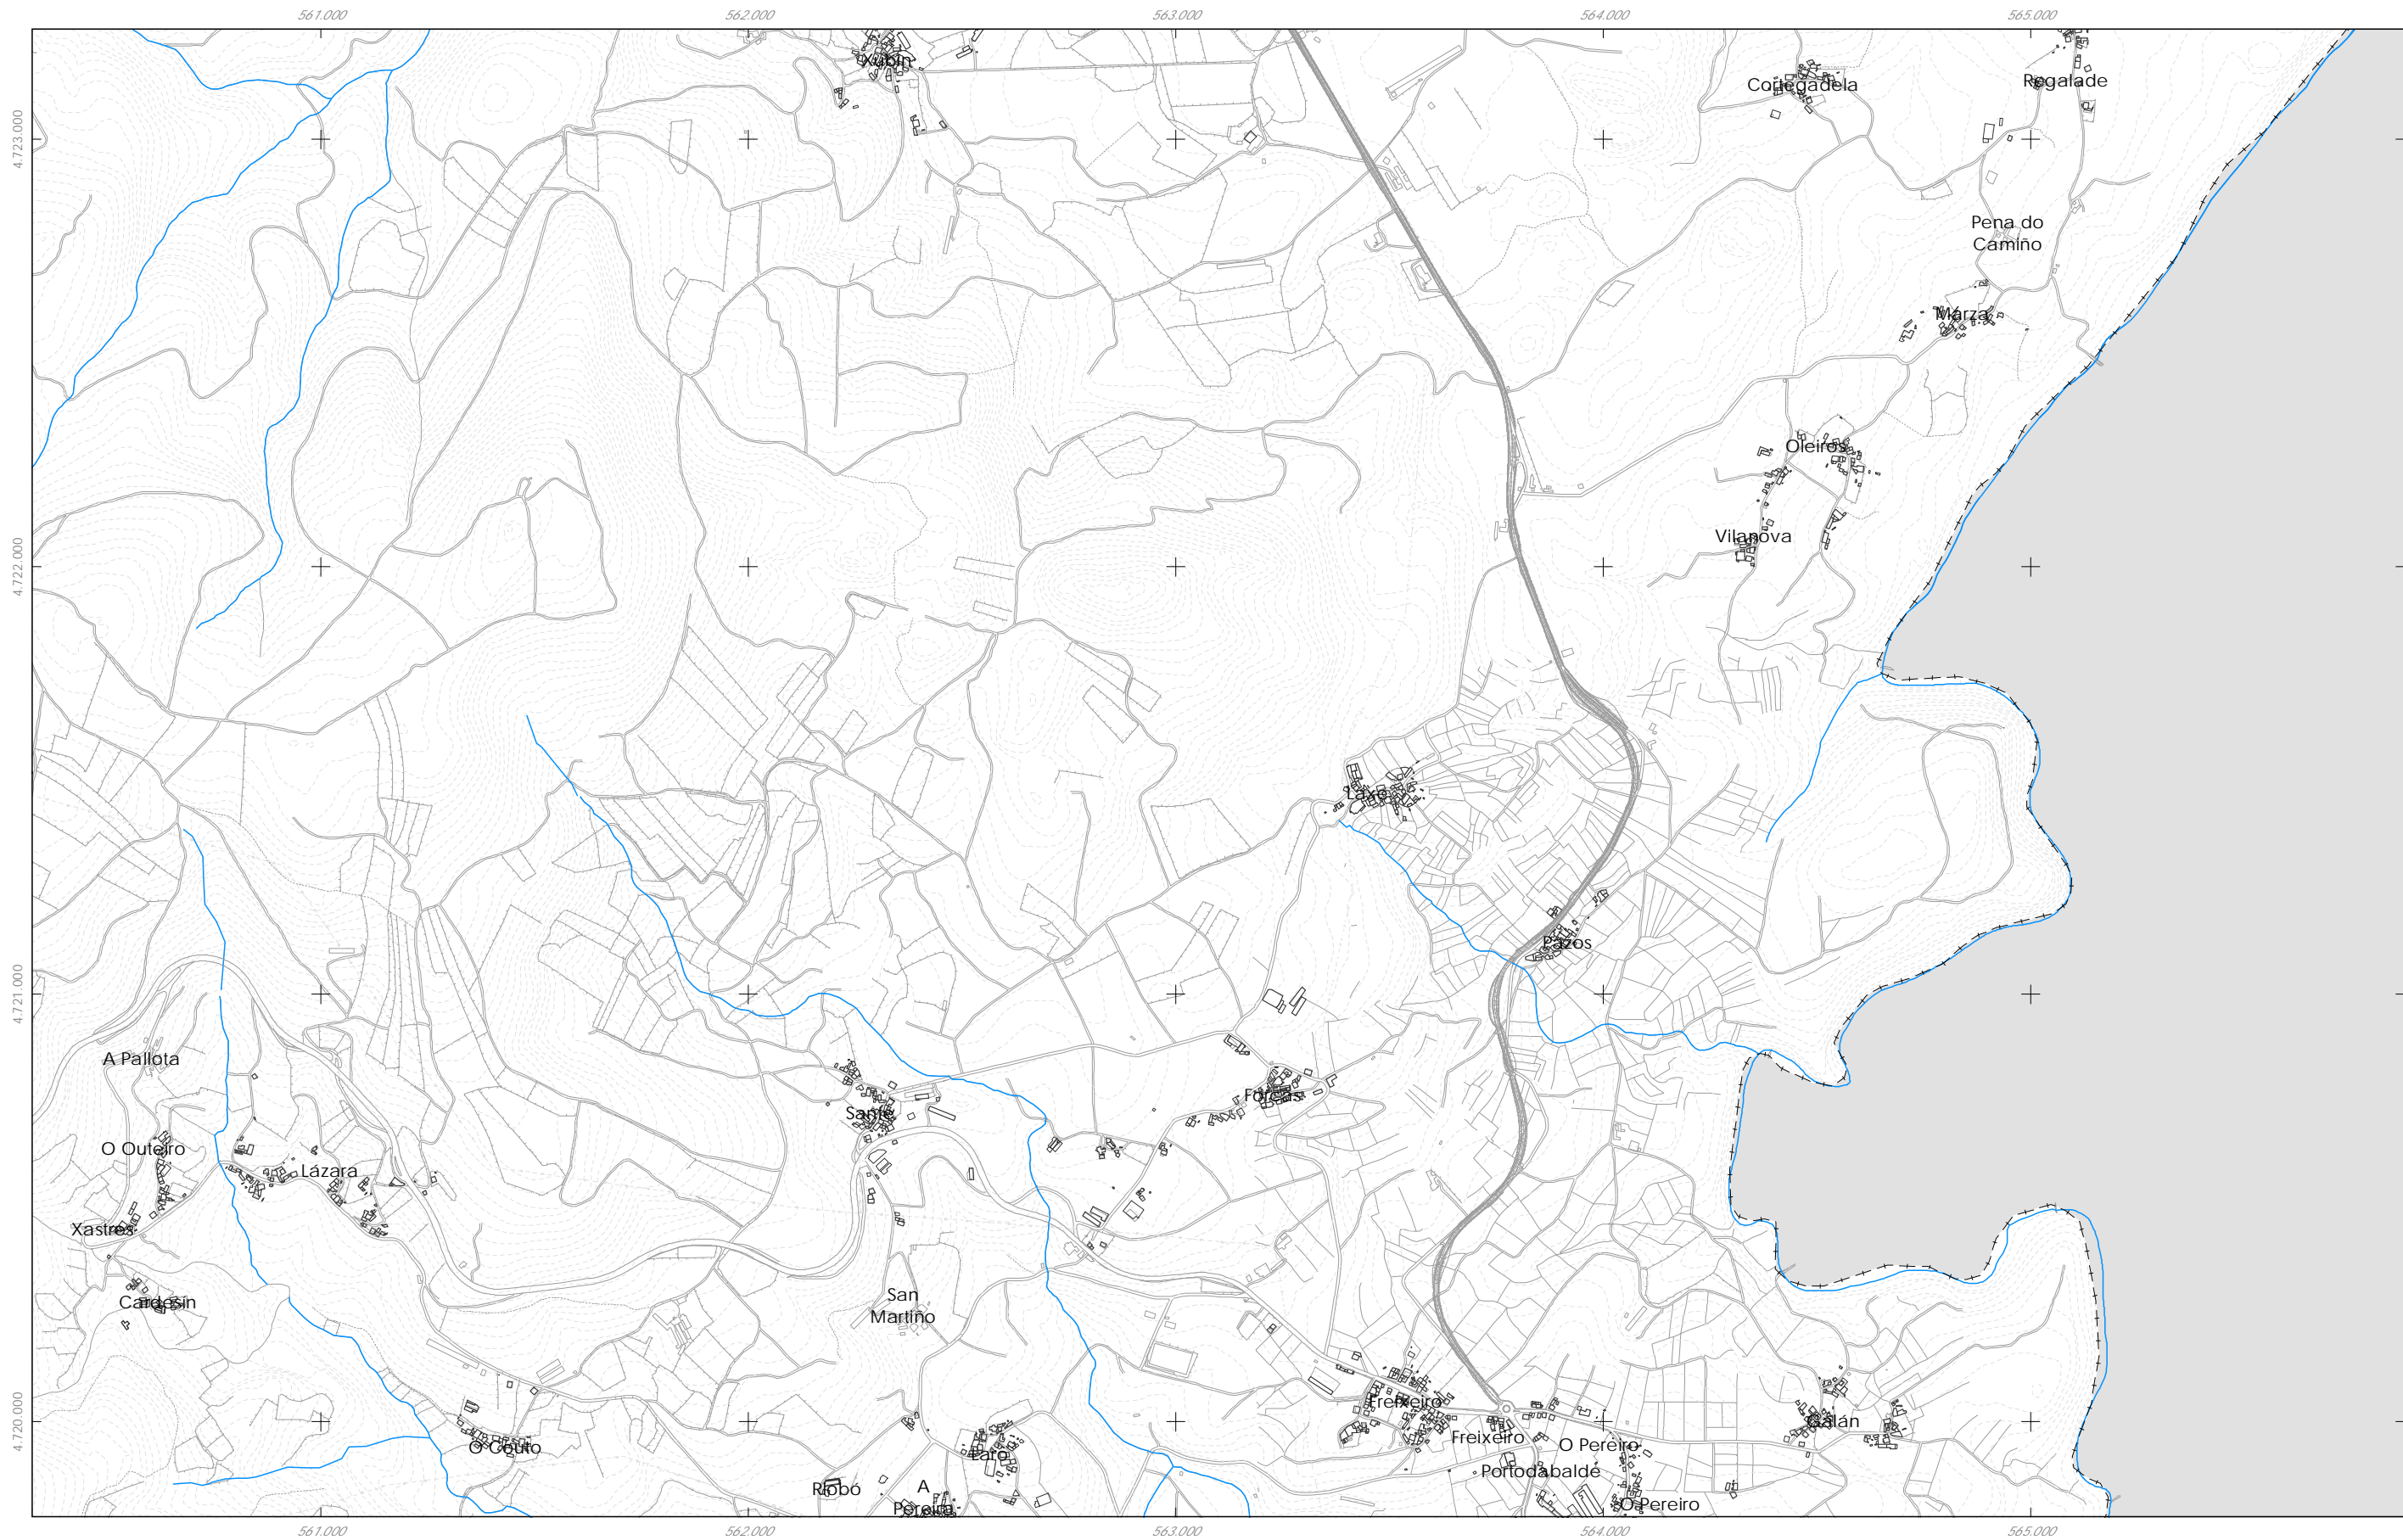 561.000
562.000
563.000
564.000
565.000
Xubín
Cortegadela
Regalade
4.723.000
Pena do
Camiño
Marza
Oleiros
Vilanova
4.722.000
Laxe
Pazos
4.721.000
A Pallota
Forcas
Sante
O Outeiro
Lázara
Xastres
Cardesín
San
Martiño
4.720.000
Freixeiro
Galán
Freixeiro
O Pereiro
O Couto
Laro
Portodabalde
Riobó
A
Pereira
O Pereiro
561.000
562.000
563.000
564.000
565.000